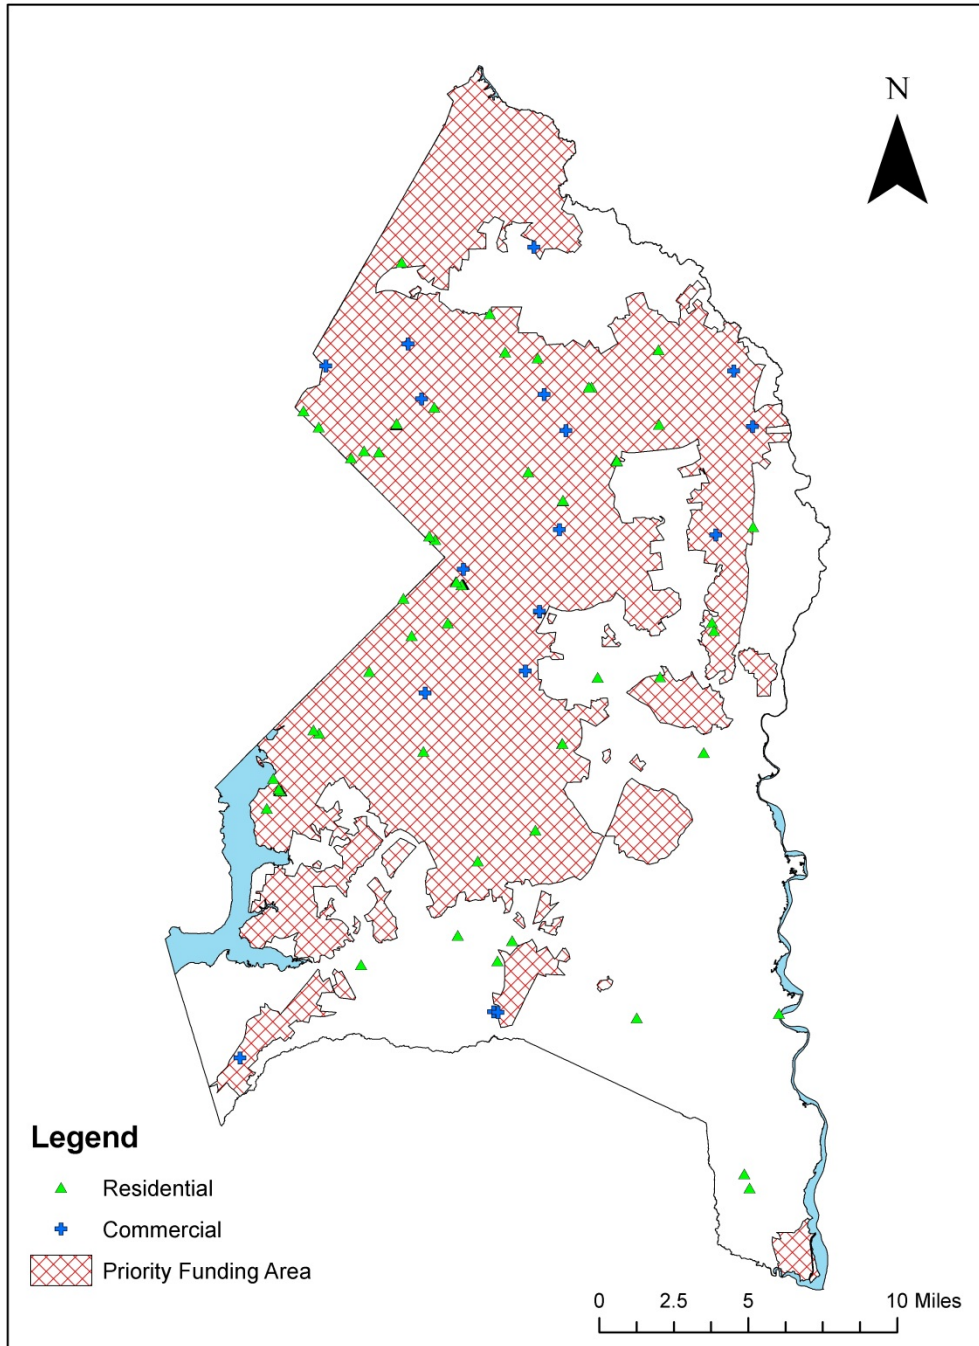 N
Legend
Residential
Commercial
Priority Funding Area
0 2.5 5 10 Miles